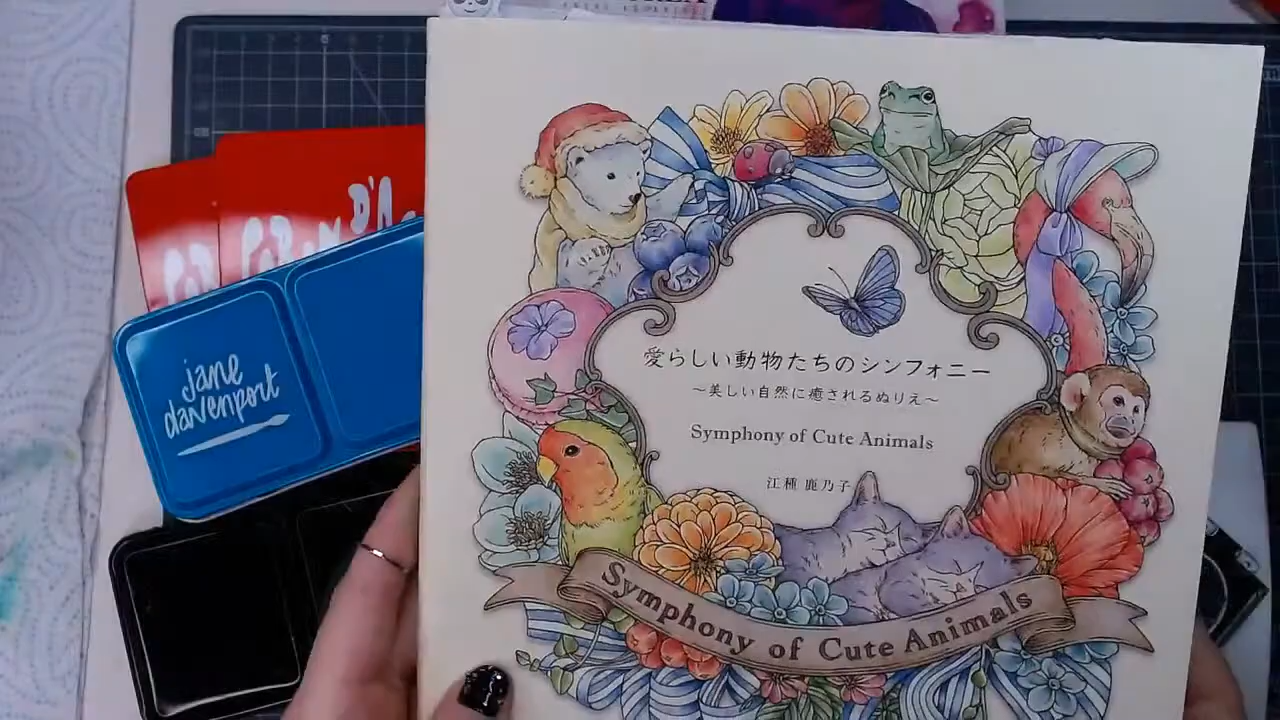 jane
davenport
愛らしい動物たちのシンフォニー
〜美しい自然に癒されるぬりえ〜
Symphony of Cute Animals
江種 鹿乃子
Symphony of Cute Animals